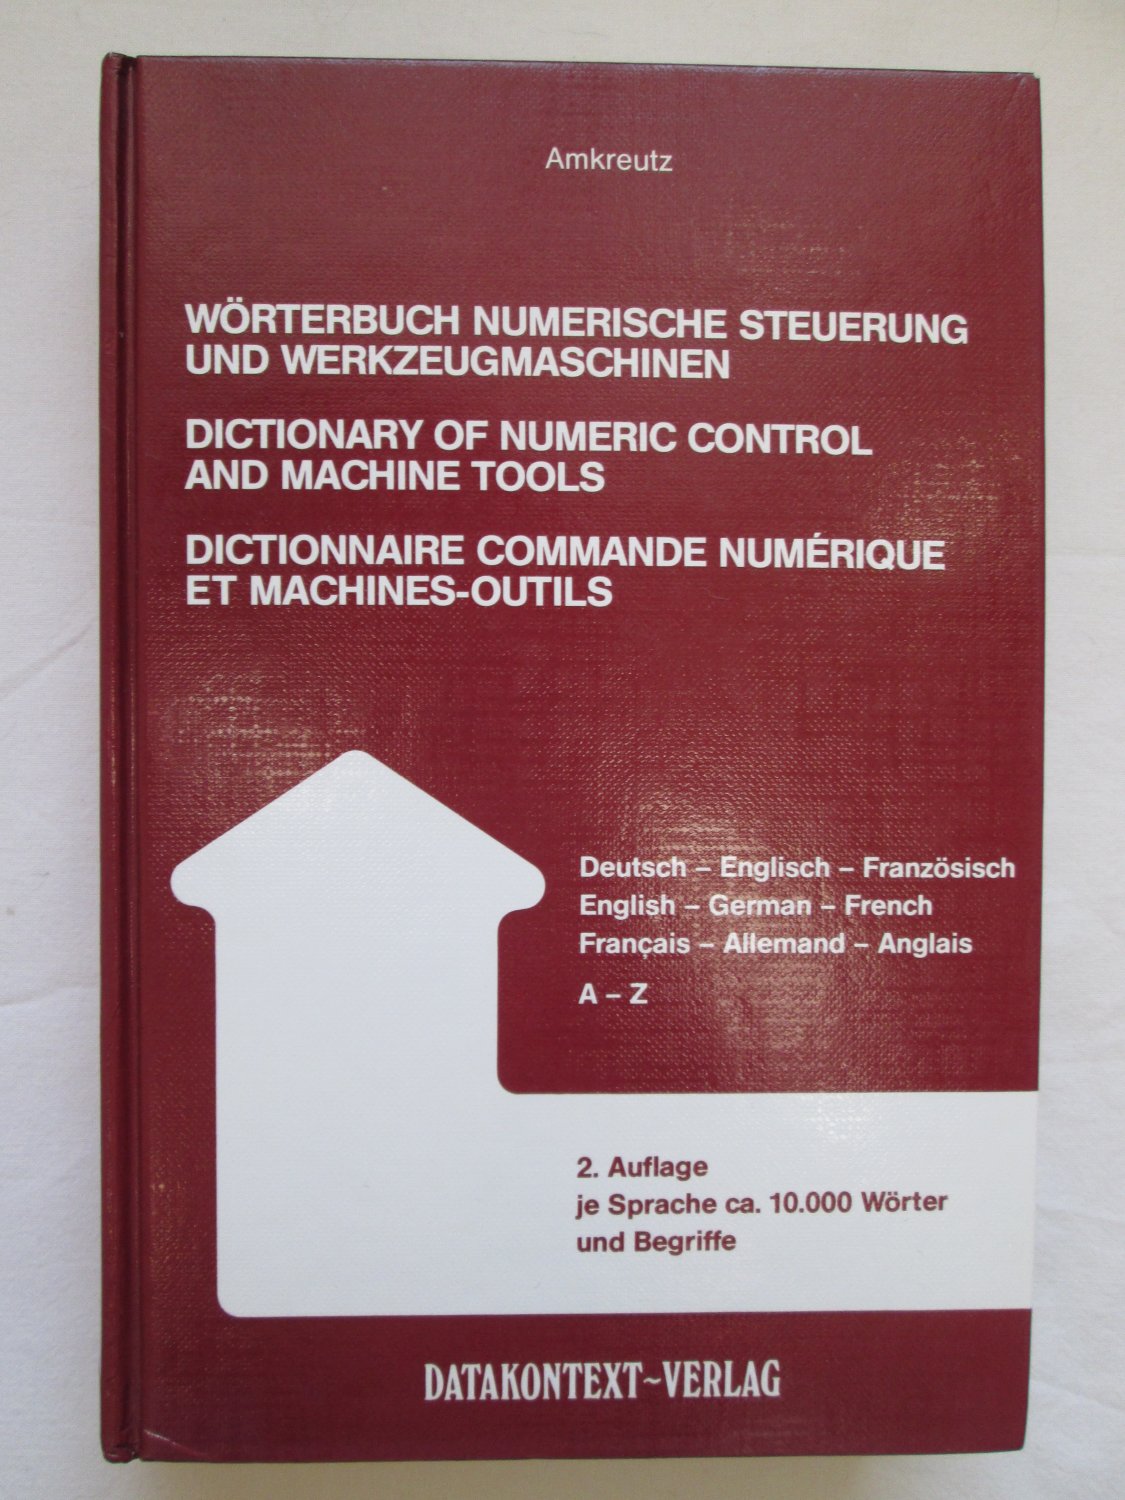 Amkreutz
WÖRTERBUCH NUMERISCHE STEUERUNG
UND WERKZEUGMASCHINEN
DICTIONARY OF NUMERIC CONTROL
AND MACHINE TOOLS
DICTIONNAIRE COMMANDE NUMÉRIQUE
ET MACHINES-OUTILS
Deutsch – Englisch – Französisch
English – German – French
Français – Allemand – Anglais
A – Z
2. Auflage
je Sprache ca. 10.000 Wörter
und Begriffe
DATAKONTEXT~VERLAG